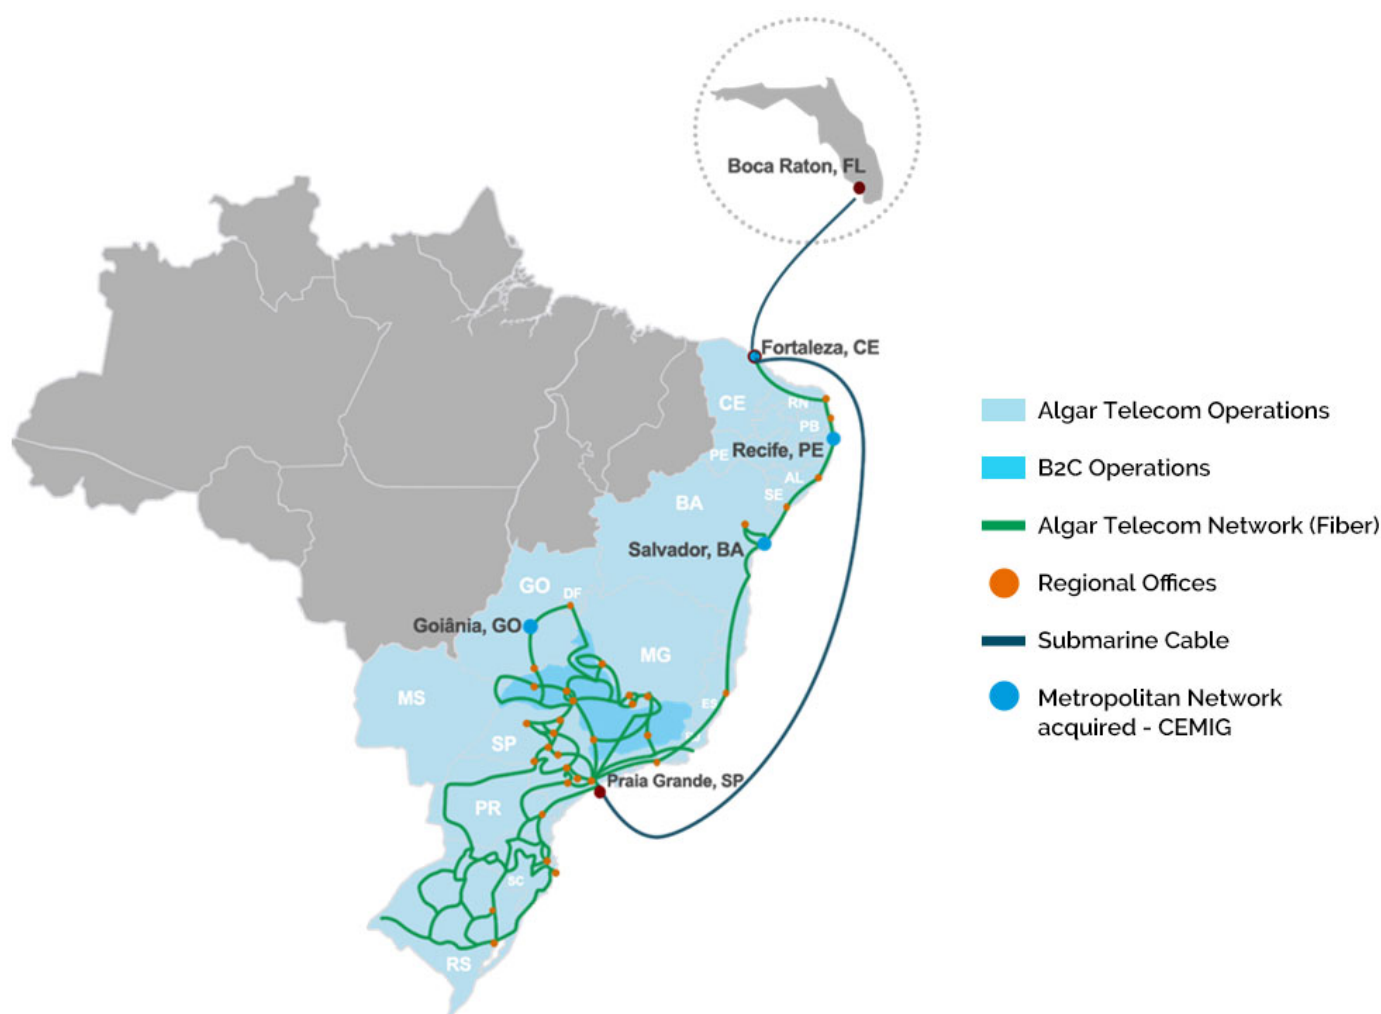 Boca Raton, FL
Fortaleza, CE
CE
RN
PB
Recife, PE
PE
AL
SE
BA
Salvador, BA
GO
DF
Goiânia, GO
MG
MS
ES
SP
Praia Grande, SP
PR
SC
RS
Algar Telecom Operations
B2C Operations
Algar Telecom Network (Fiber)
Regional Offices
Submarine Cable
Metropolitan Network
acquired - CEMIG